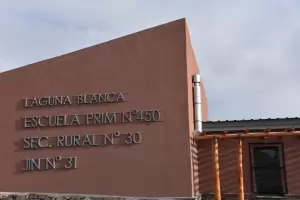 LAGUNA BLANCA
ESCUELA PRIM N°450
SEC. RURAL N° 30
JIN N° 31